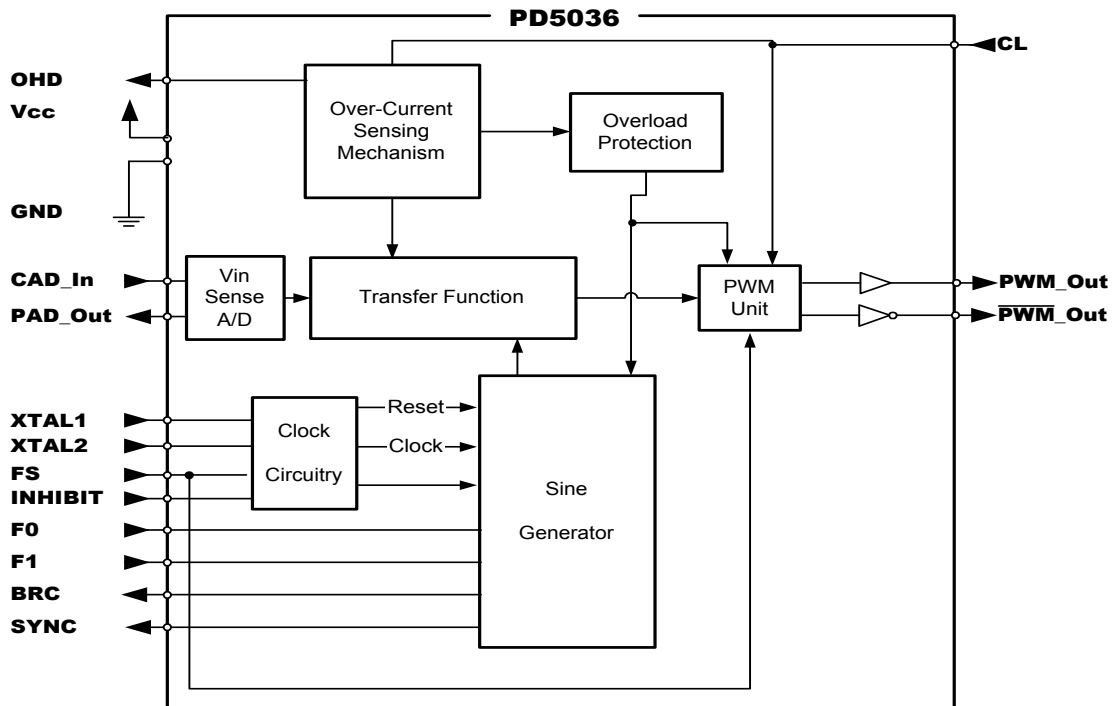 PD5036
CL
OHD
Vcc
GND
CAD_In
PAD_Out
XTAL1
XTAL2
FS
INHIBIT
F0
F1
BRC
SYNC
Over-Current
Sensing
Mechanism
Overload
Protection
Vin
Sense
A/D
Transfer Function
PWM
Unit
PWM_Out
PWM_Out
Clock
Circuitry
Reset
Clock
Sine
Generator